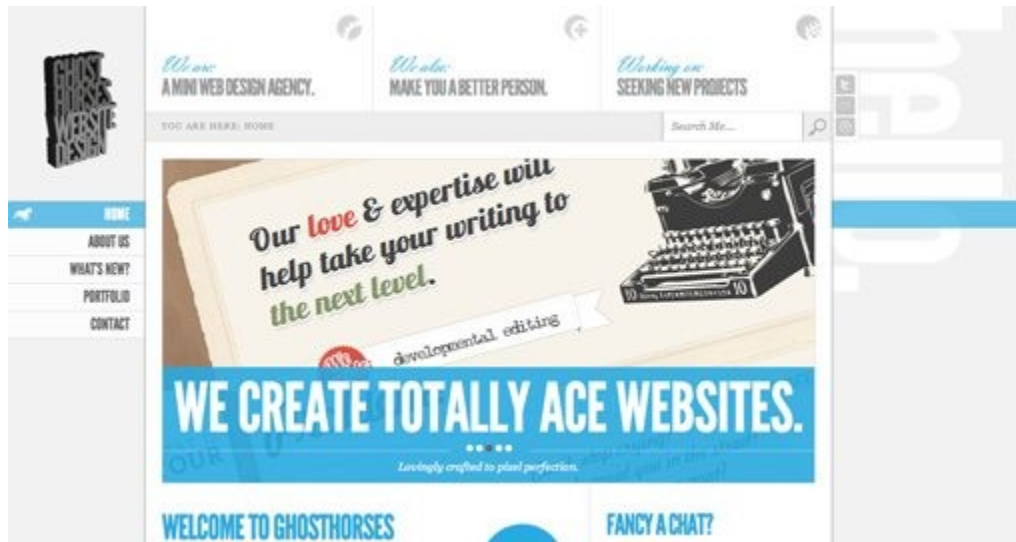 GHOST
HORSES
WEBSITE
DESIGN
We are:
A MINI WEB DESIGN AGENCY.
We also:
MAKE YOU A BETTER PERSON.
Working on:
SEEKING NEW PROJECTS
YOU ARE HERE: HOME
Search Me...
hello.
HOME
ABOUT US
WHAT'S NEW?
PORTFOLIO
CONTACT
Our love & expertise will
help take your writing to
the next level.
developmental editing
10
10
WE CREATE TOTALLY ACE WEBSITES.
Lovingly crafted to pixel perfection.
WELCOME TO GHOSTHORSES
FANCY A CHAT?